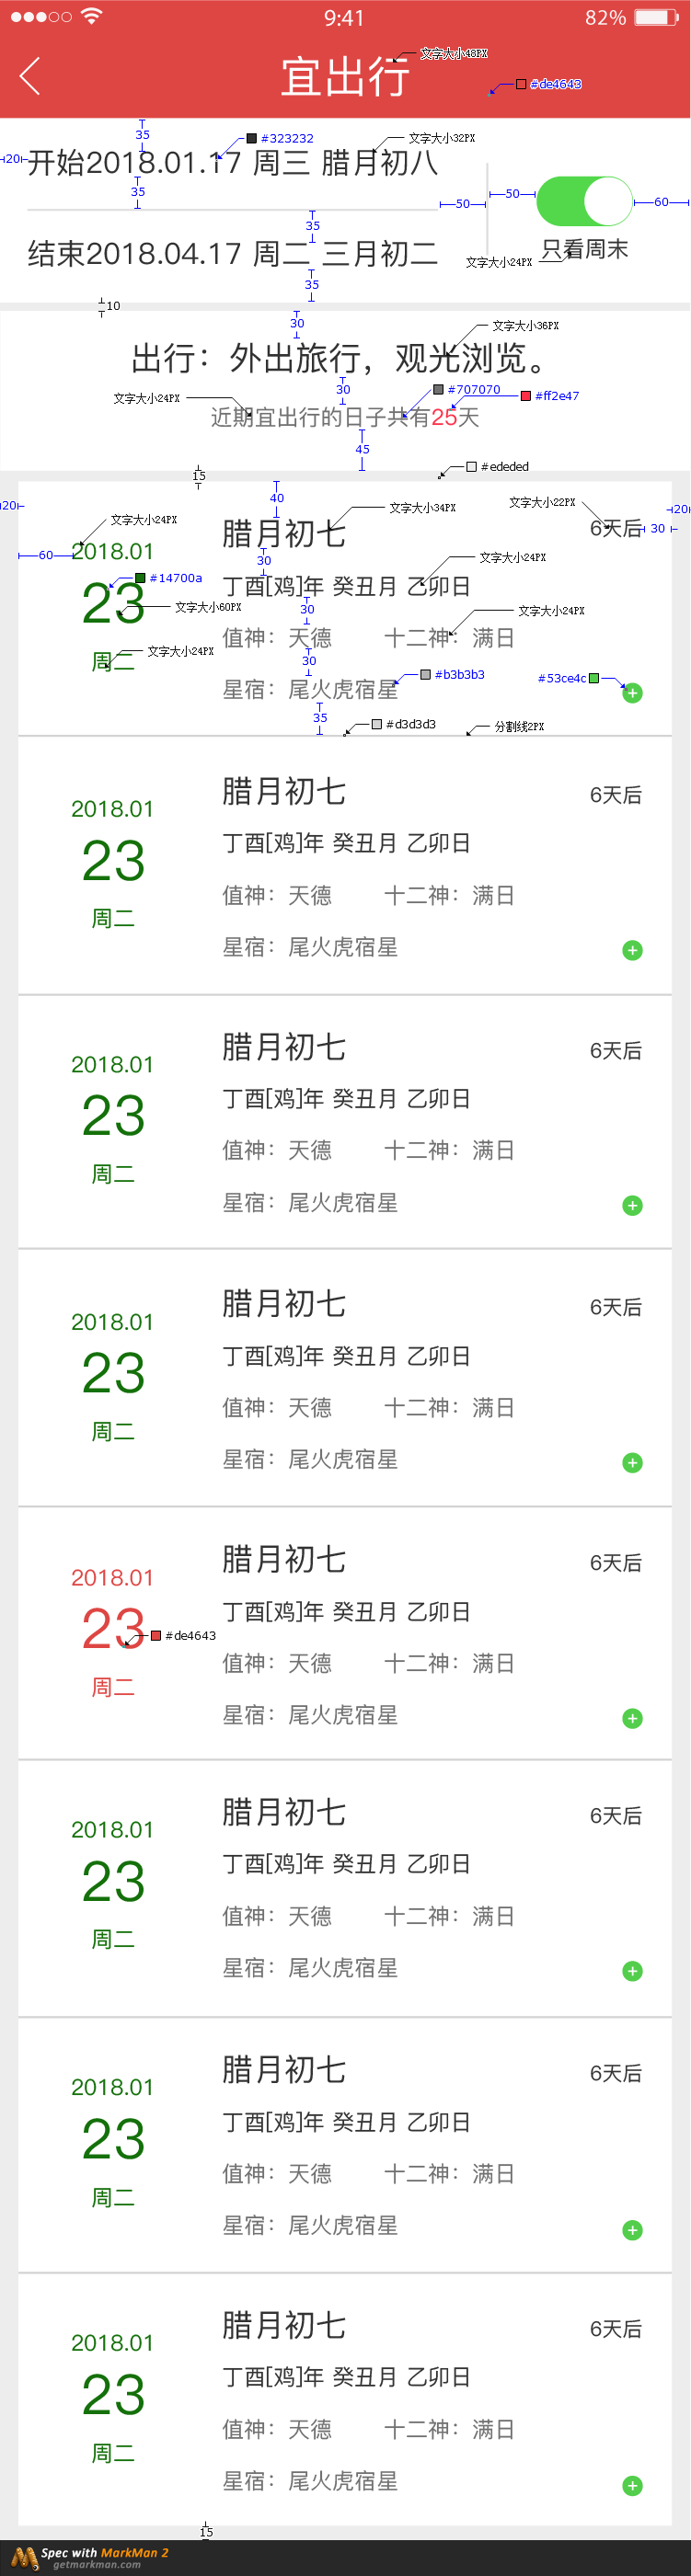 9:41 82%
宜出行
文字大小48PX
#de4643
35
#323232
文字大小32PX
20
开始2018.01.17 周三 腊月初八
35
50
50
60
35
结束2018.04.17 周二 三月初二
只看周末
文字大小24PX
35
10
30
文字大小36PX
出行：外出旅行，观光浏览。
30
#707070
#ff2e47
文字大小24PX
近期宜出行的日子共有25天
45
#ededed
15
20
40
文字大小34PX
文字大小22PX
20
文字大小24PX
腊月初七
6天后
30
2018.01
60
30
文字大小24PX
#14700a
丁酉[鸡]年 癸丑月 乙卯日
23
文字大小60PX
30
文字大小24PX
值神：天德 十二神：满日
周二
文字大小24PX
30
#b3b3b3
#53ce4c
星宿：尾火虎宿星
35
#d3d3d3
分割线2PX
腊月初七
6天后
2018.01
丁酉[鸡]年 癸丑月 乙卯日
23
值神：天德 十二神：满日
周二
星宿：尾火虎宿星
腊月初七
6天后
2018.01
丁酉[鸡]年 癸丑月 乙卯日
23
值神：天德 十二神：满日
周二
星宿：尾火虎宿星
腊月初七
6天后
2018.01
丁酉[鸡]年 癸丑月 乙卯日
23
值神：天德 十二神：满日
周二
星宿：尾火虎宿星
腊月初七
6天后
2018.01
丁酉[鸡]年 癸丑月 乙卯日
23
#de4643
值神：天德 十二神：满日
周二
星宿：尾火虎宿星
腊月初七
6天后
2018.01
丁酉[鸡]年 癸丑月 乙卯日
23
值神：天德 十二神：满日
周二
星宿：尾火虎宿星
腊月初七
6天后
2018.01
丁酉[鸡]年 癸丑月 乙卯日
23
值神：天德 十二神：满日
周二
星宿：尾火虎宿星
腊月初七
6天后
2018.01
丁酉[鸡]年 癸丑月 乙卯日
23
值神：天德 十二神：满日
周二
星宿：尾火虎宿星
15
Spec with MarkMan 2
getmarkman.com